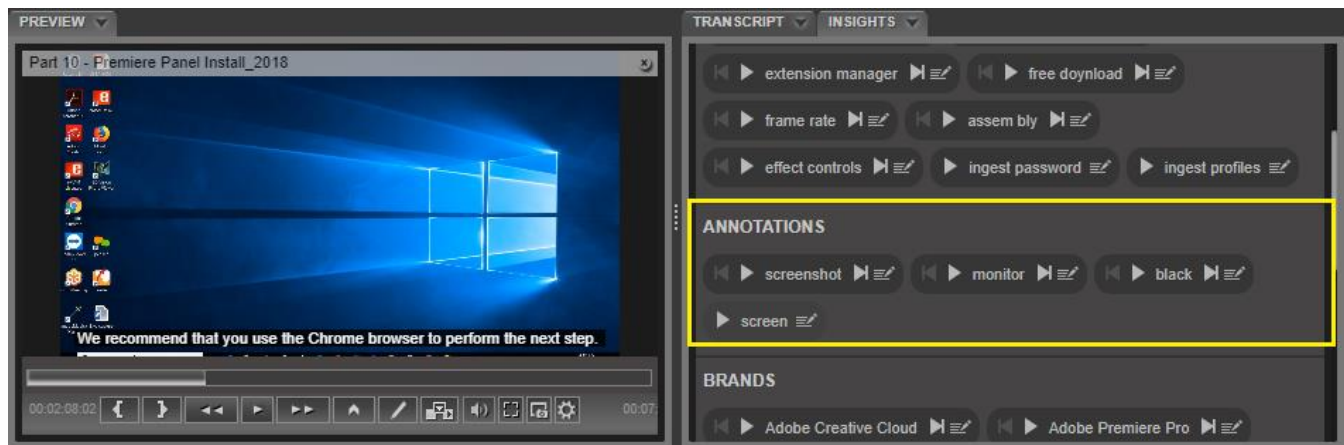 PREVIEW
TRANSCRIPT INSIGHTS
Part 10 - Premiere Panel Install_2018
extension manager free doynload
frame rate assem bly
effect controls ingest password ingest profiles
ANNOTATIONS
screenshot monitor black
screen
We recommend that you use the Chrome browser to perform the next step.
BRANDS
00:02:08:02 00:07:
Adobe Creative Cloud Adobe Premiere Pro